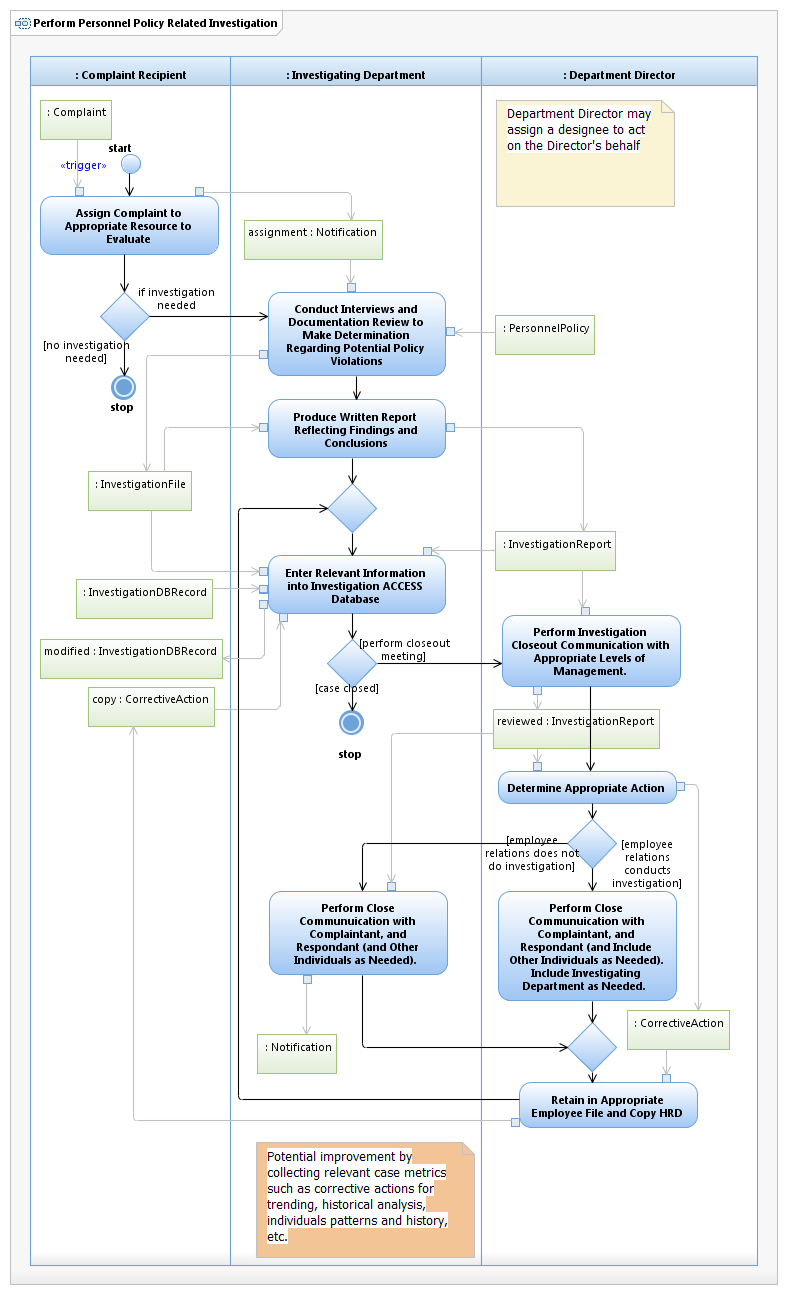 Perform Personnel Policy Related Investigation
: Complaint Recipient
: Investigating Department
: Department Director
: Complaint
Department Director may
assign a designee to act
on the Director's behalf
start
«trigger»
Assign Complaint to
Appropriate Resource to
Evaluate
assignment : Notification
if investigation
needed
Conduct Interviews and
Documentation Review to
Make Determination
Regarding Potential Policy
Violations
: PersonnelPolicy
[no investigation
needed]
stop
Produce Written Report
Reflecting Findings and
Conclusions
: InvestigationFile
: InvestigationReport
Enter Relevant Information
into Investigation ACCESS
Database
: InvestigationDBRecord
modified : InvestigationDBRecord
[perform closeout
meeting]
Perform Investigation
Closeout Communication with
Appropriate Levels of
Management.
[case closed]
copy : CorrectiveAction
stop
reviewed : InvestigationReport
Determine Appropriate Action
[employee
relations does not
do investigation]
[employee
relations
conducts
investigation]
Perform Close
Communuication with
Complaintant, and
Respondant (and Other
Individuals as Needed).
Perform Close
Communuication with
Complaintant, and
Respondant (and Include
Other Individuals as Needed).
Include Investigating
Department as Needed.
: Notification
: CorrectiveAction
Retain in Appropriate
Employee File and Copy HRD
Potential improvement by
collecting relevant case metrics
such as corrective actions for
trending, historical analysis,
individuals patterns and history,
etc.